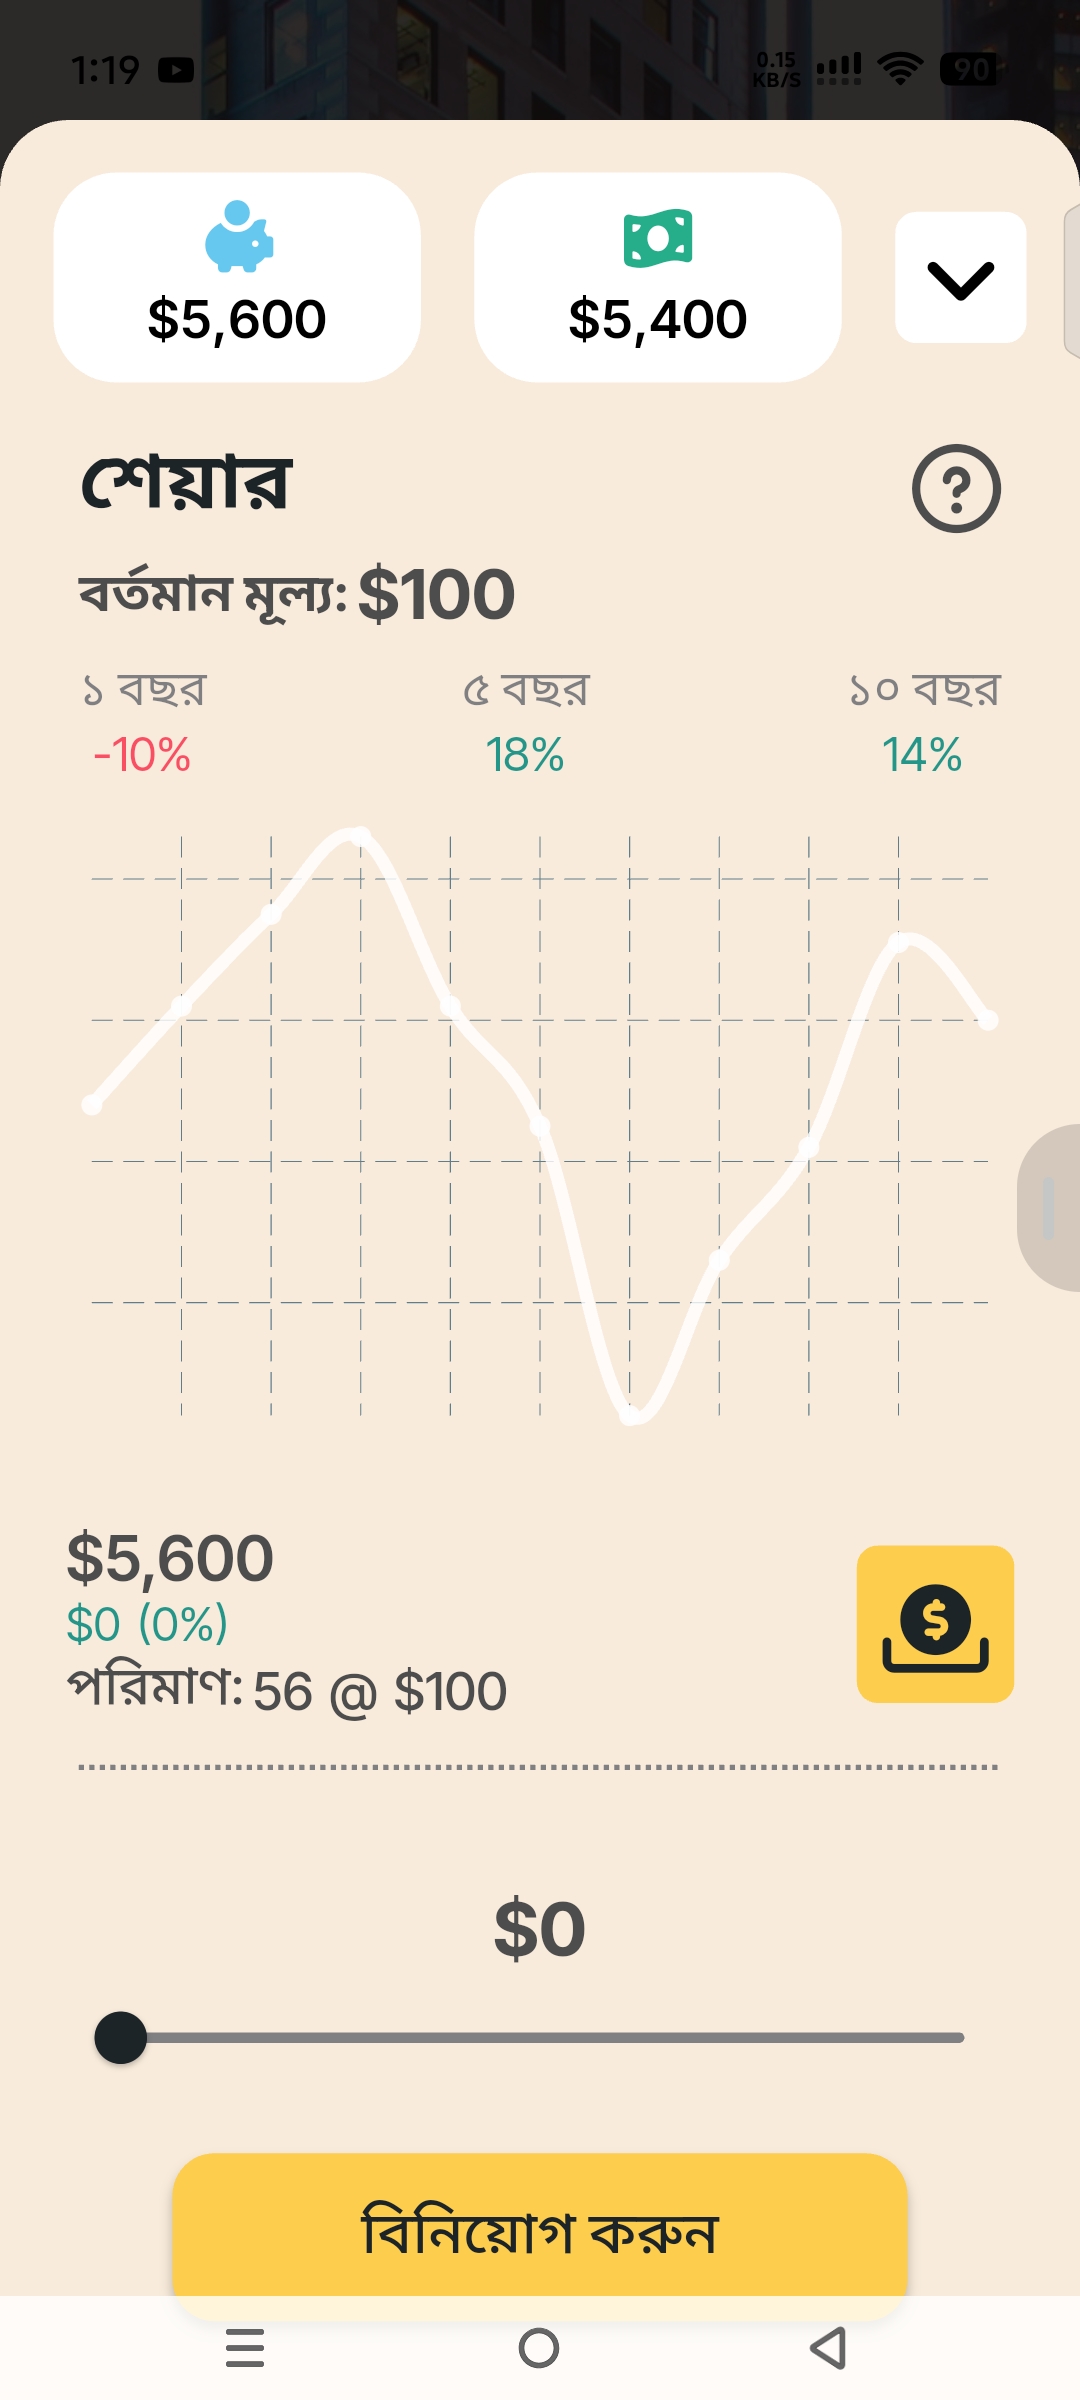 1:19 0.15 KB/S 90
$5,600 $5,400
শেয়ার
বর্তমান মূল্য: $100
১ বছর ৫ বছর ১০ বছর
-10% 18% 14%
$5,600
$0 (0%)
পরিমাণ: 56 @ $100
$0
বিনিয়োগ করুন